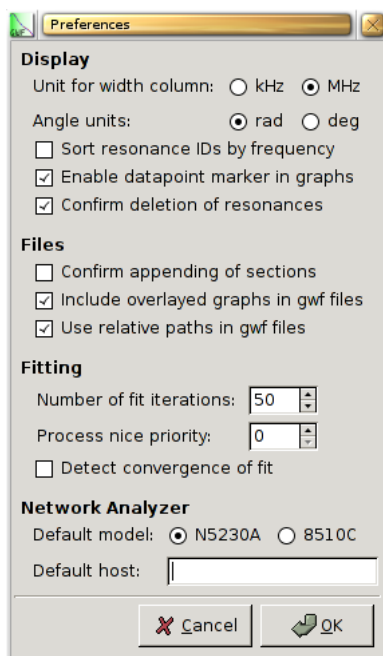 Preferences
Display
Unit for width column: kHz MHz
Angle units: rad deg
Sort resonance IDs by frequency
Enable datapoint marker in graphs
Confirm deletion of resonances
Files
Confirm appending of sections
Include overlayed graphs in gwf files
Use relative paths in gwf files
Fitting
Number of fit iterations: 50
Process nice priority: 0
Detect convergence of fit
Network Analyzer
Default model: N5230A 8510C
Default host:
Cancel OK